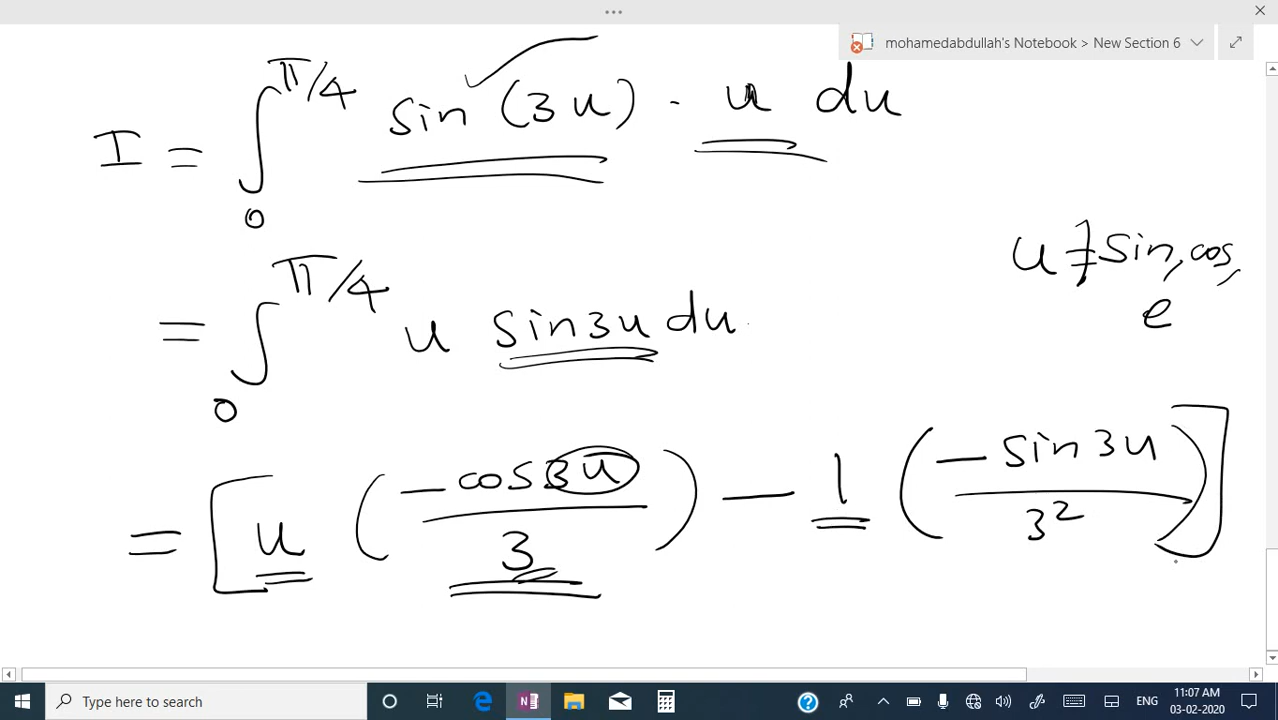 ...
mohamedabdullah's Notebook > New Section 6
I = ∫₀^π/4 sin (3u) · u du
u ≠ sin, cos,
e
= ∫₀^π/4 u sin3u du
= [u (-cos3u/3) - 1 (-sin3u/3²)]
Type here to search
ENG
11:07 AM
03-02-2020